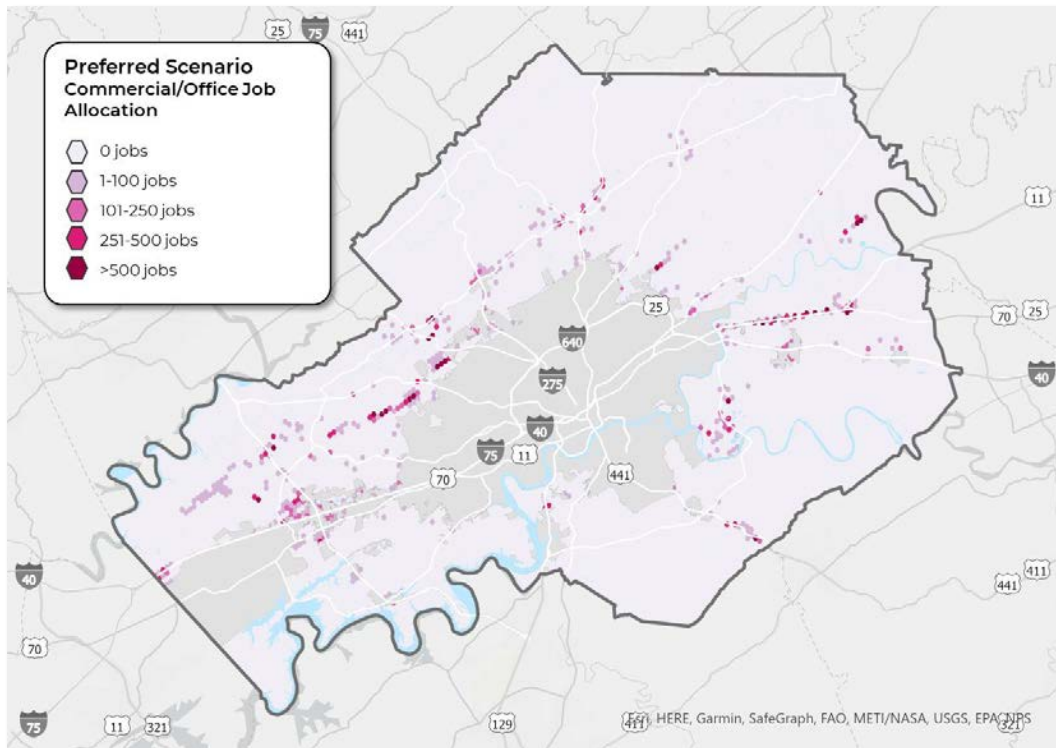 25
75
441
Preferred Scenario
Commercial/Office Job
Allocation
0 jobs
1-100 jobs
101-250 jobs
251-500 jobs
>500 jobs
11
25
70
25
640
40
275
40
75
11
70
441
40
411
441
70
75
11
321
129
411
321
Esri, HERE, Garmin, SafeGraph, FAO, METI/NASA, USGS, EPA, NPS